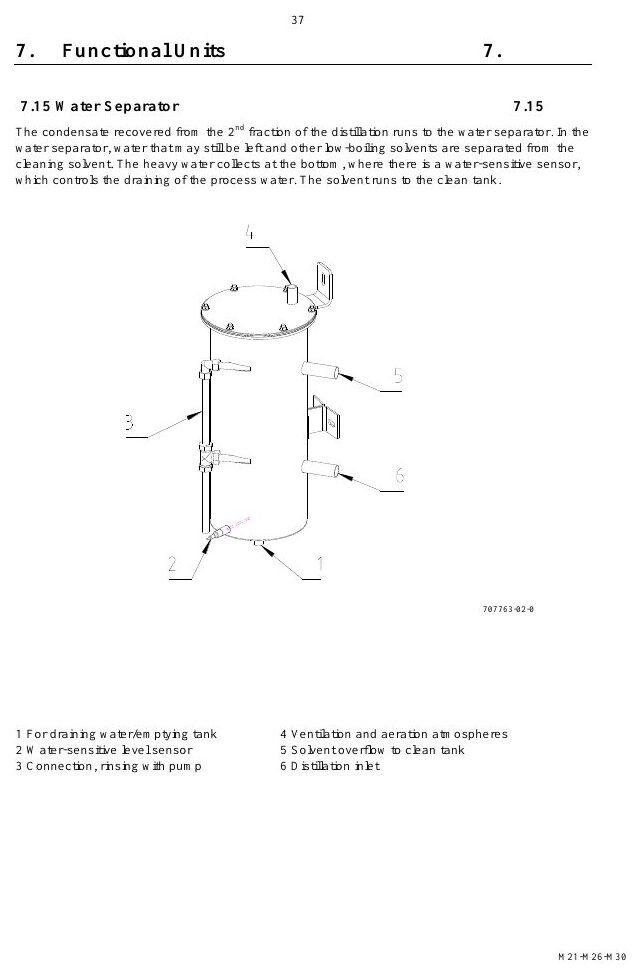 37
7. Functional Units 7.
7.15 Water Separator 7.15
The condensate recovered from the 2nd fraction of the distillation runs to the water separator. In the
water separator, water that may still be left and other low-boiling solvents are separated from the
cleaning solvent. The heavy water collects at the bottom, where there is a water-sensitive sensor,
which controls the draining of the process water. The solvent runs to the clean tank.
4
5
3
6
2
1
707763-02-0
1 For draining water/emptying tank
2 Water-sensitive level sensor
3 Connection, rinsing with pump
4 Ventilation and aeration atmospheres
5 Solvent overflow to clean tank
6 Distillation inlet
M21-M26-M30